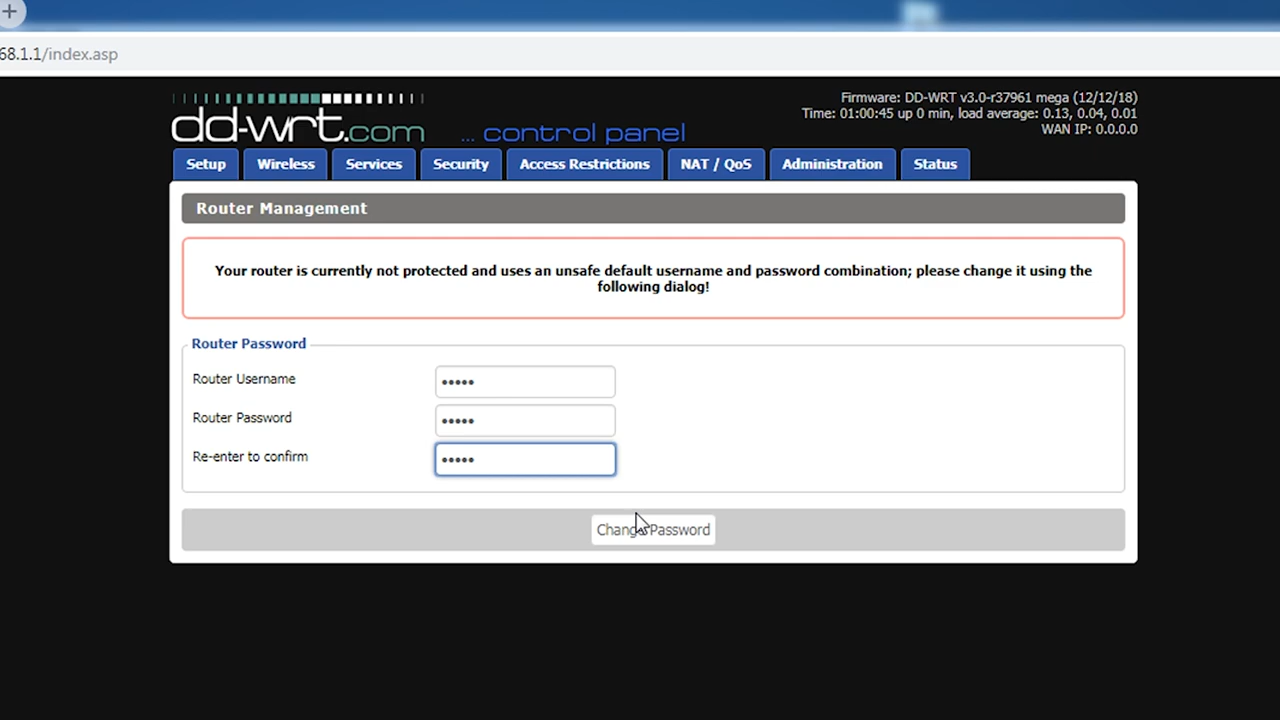 68.1.1/index.asp
dd-wrt.com ... control panel
Firmware: DD-WRT v3.0-r37961 mega (12/12/18)
Time: 01:00:45 up 0 min, load average: 0.13, 0.04, 0.01
WAN IP: 0.0.0.0
Setup Wireless Services Security Access Restrictions NAT / QoS Administration Status
Router Management
Your router is currently not protected and uses an unsafe default username and password combination; please change it using the
following dialog!
Router Password
Router Username •••••
Router Password •••••
Re-enter to confirm •••••
Change Password